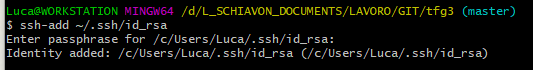 Luca@WORKSTATION MINGW64 /d/L_SCHIAVON_DOCUMENTS/LAVORO/GIT/tfg3 (master)
$ ssh-add ~/.ssh/id_rsa
Enter passphrase for /c/Users/Luca/.ssh/id_rsa:
Identity added: /c/Users/Luca/.ssh/id_rsa (/c/Users/Luca/.ssh/id_rsa)